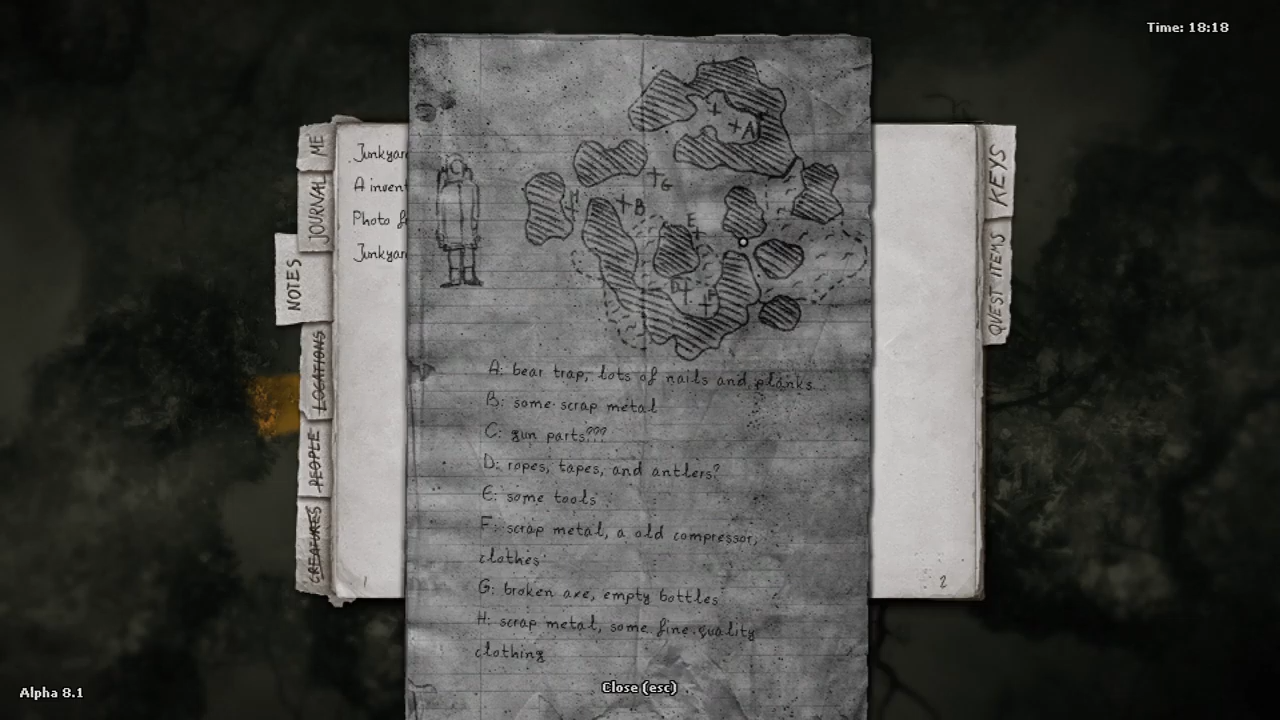 Time: 18:18
ME
JOURNAL
NOTES
LOCATIONS
PEOPLE
CREATURES
KEYS
QUEST ITEMS
Junkyar
A inven
Photo f
Junkyar
A
G
H
B
E
D
F
A: bear trap, lots of nails and planks
B: some scrap metal
C: gun parts???
D: ropes, tapes, and antlers?
E: some tools
F: scrap metal, a old compressor,
clothes
G: broken axe, empty bottles
H: scrap metal, some fine quality
clothing
1
2
Close (esc)
Alpha 8.1